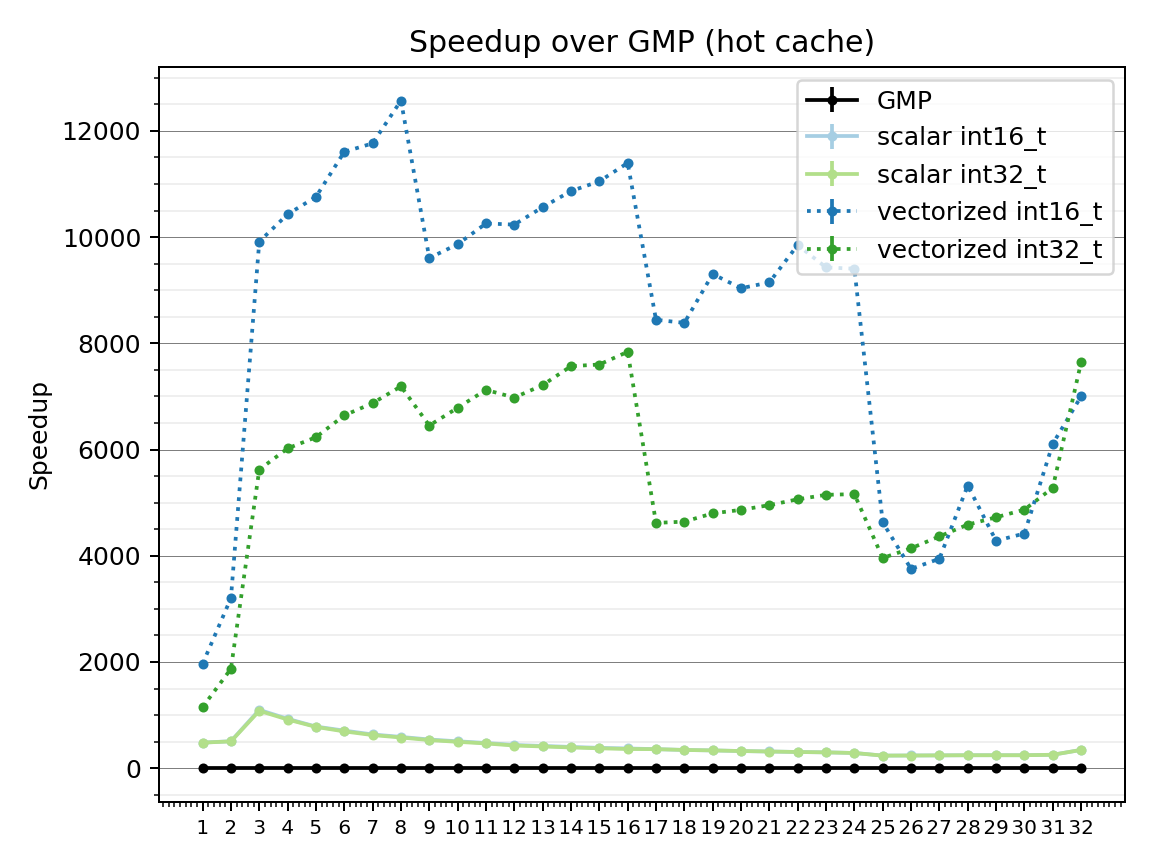 Speedup over GMP (hot cache)
GMP
scalar int16_t
scalar int32_t
vectorized int16_t
vectorized int32_t
12000
10000
8000
6000
4000
2000
0
Speedup
1 2 3 4 5 6 7 8 9 10 11 12 13 14 15 16 17 18 19 20 21 22 23 24 25 26 27 28 29 30 31 32